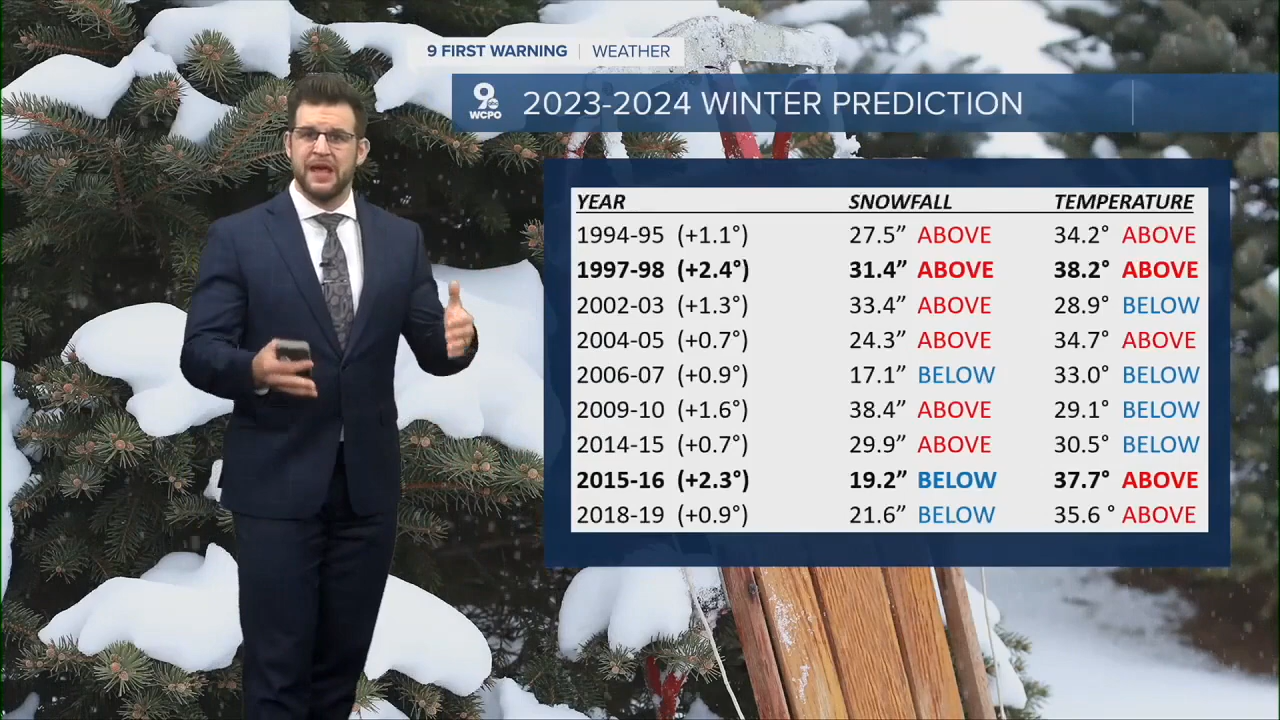 9 FIRST WARNING | WEATHER
9 WCPO 2023-2024 WINTER PREDICTION
YEAR SNOWFALL TEMPERATURE
1994-95 (+1.1°) 27.5” ABOVE 34.2° ABOVE
1997-98 (+2.4°) 31.4” ABOVE 38.2° ABOVE
2002-03 (+1.3°) 33.4” ABOVE 28.9° BELOW
2004-05 (+0.7°) 24.3” ABOVE 34.7° ABOVE
2006-07 (+0.9°) 17.1” BELOW 33.0° BELOW
2009-10 (+1.6°) 38.4” ABOVE 29.1° BELOW
2014-15 (+0.7°) 29.9” ABOVE 30.5° BELOW
2015-16 (+2.3°) 19.2” BELOW 37.7° ABOVE
2018-19 (+0.9°) 21.6” BELOW 35.6 ° ABOVE